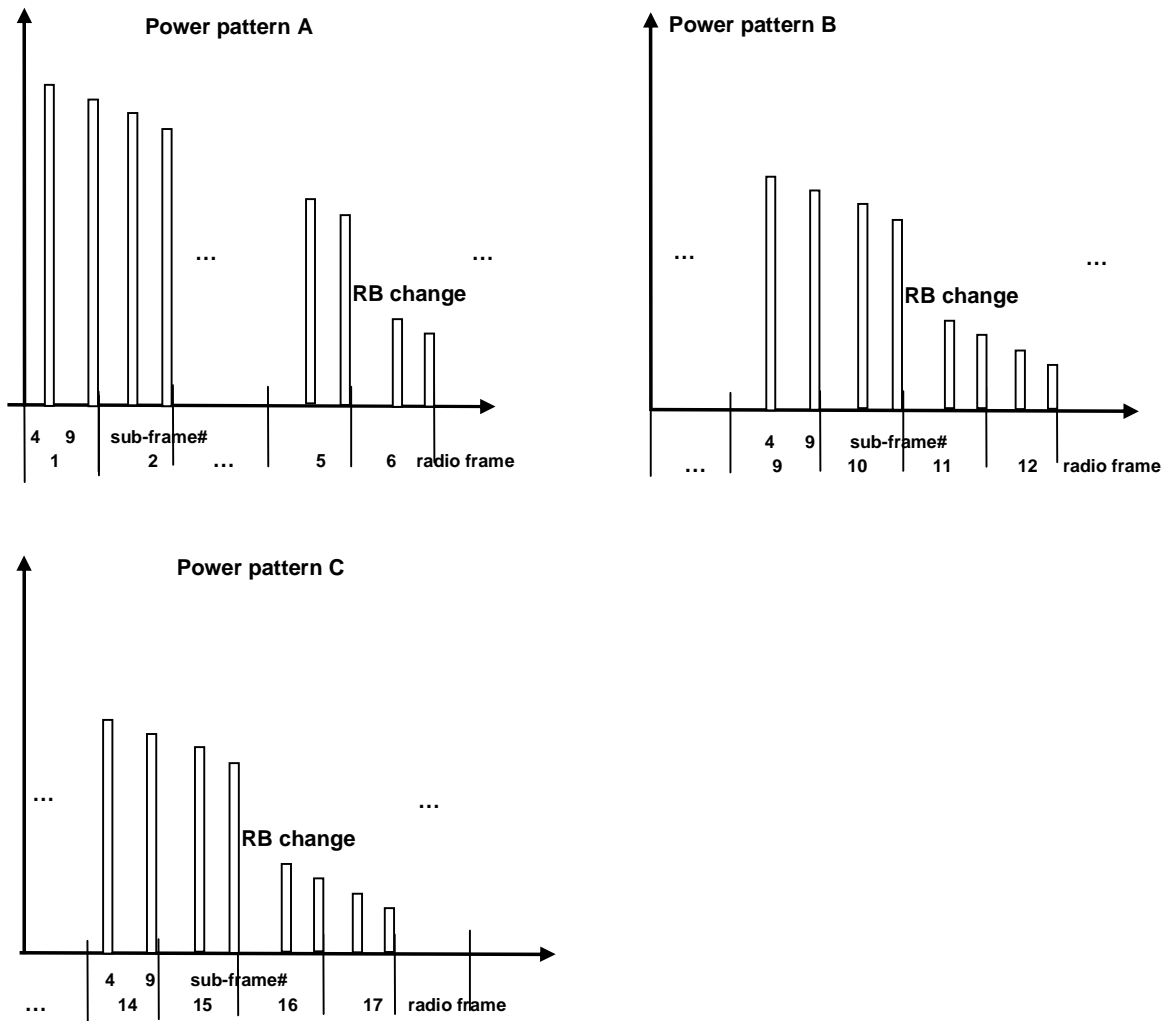 Power pattern A
...
...
RB change
4 9 sub-frame#
1 2 ... 5 6 radio frame
Power pattern B
...
...
RB change
4 9 sub-frame#
... 9 10 11 12 radio frame
Power pattern C
...
...
RB change
4 9 sub-frame#
... 14 15 16 17 radio frame